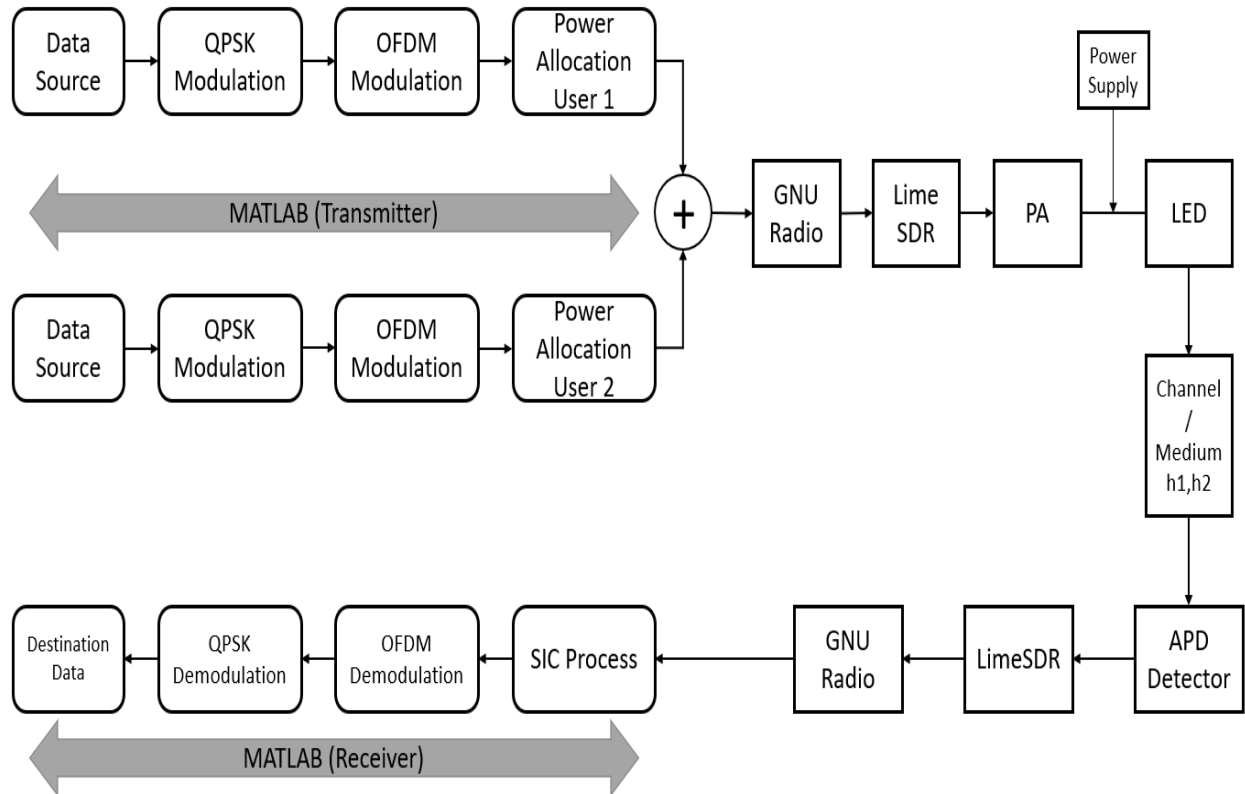 Data
Source
QPSK
Modulation
OFDM
Modulation
Power
Allocation
User 1
Power
Supply
MATLAB (Transmitter)
+
GNU
Radio
Lime
SDR
PA
LED
Data
Source
QPSK
Modulation
OFDM
Modulation
Power
Allocation
User 2
Channel
/
Medium
h1,h2
Destination
Data
QPSK
Demodulation
OFDM
Demodulation
SIC Process
GNU
Radio
LimeSDR
APD
Detector
MATLAB (Receiver)